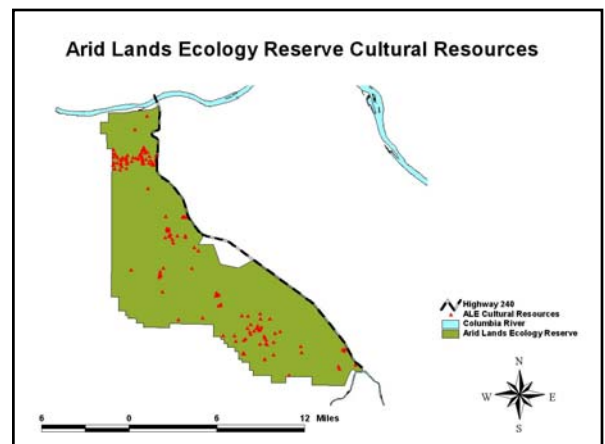 Arid Lands Ecology Reserve Cultural Resources
Highway 240
ALE Cultural Resources
Columbia River
Arid Lands Ecology Reserve
N
W E
S
6 0 6 12 Miles